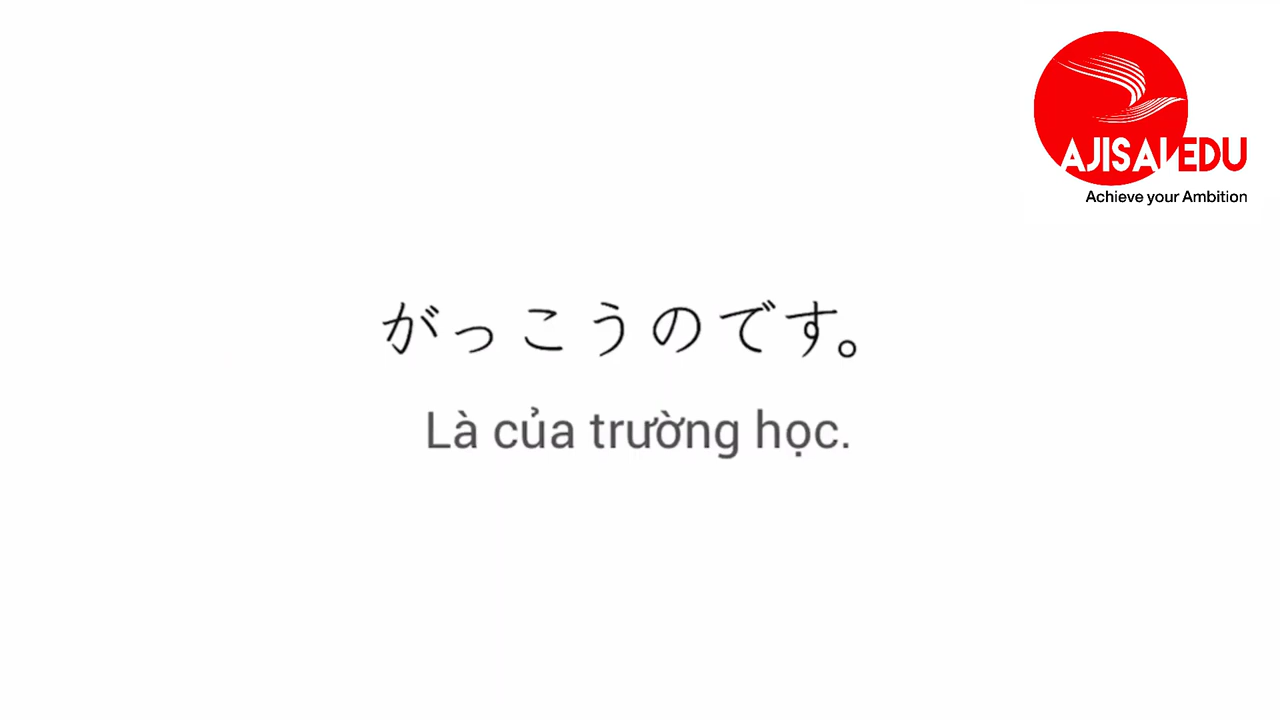 AJISAI EDU
Achieve your Ambition
がっこうのです。
Là của trường học.